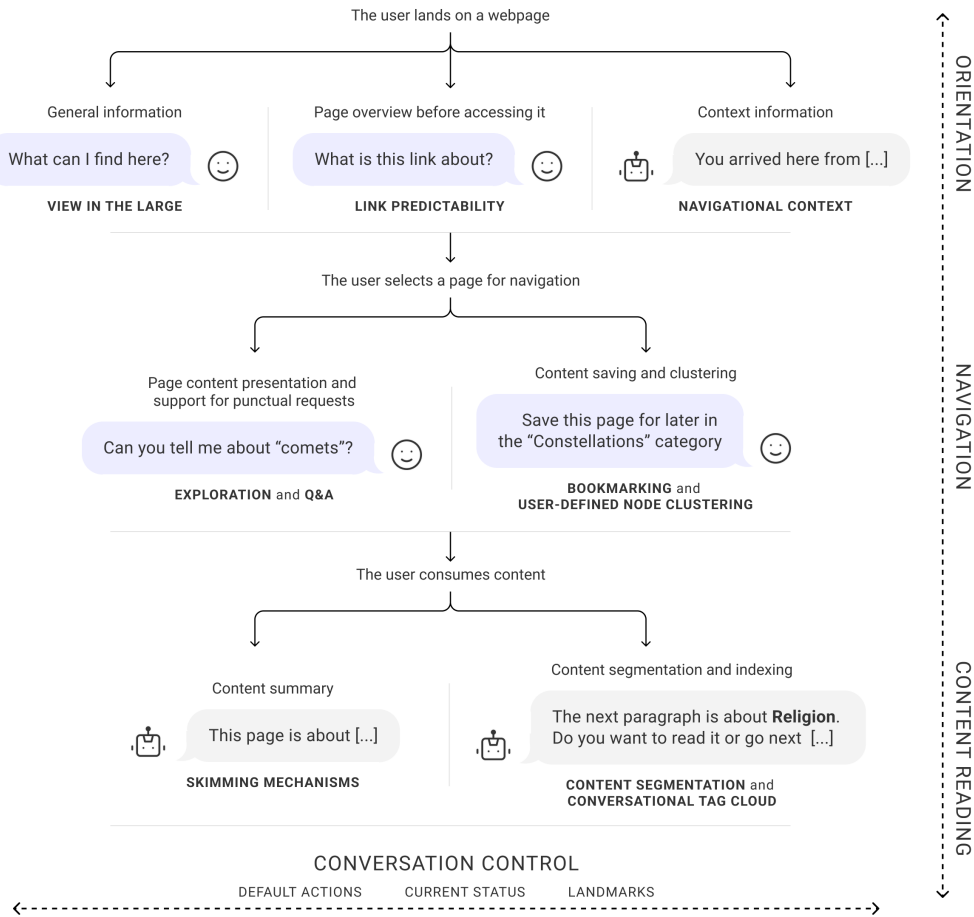 The user lands on a webpage
General information
What can I find here?
VIEW IN THE LARGE
Page overview before accessing it
What is this link about?
LINK PREDICTABILITY
Context information
You arrived here from [...]
NAVIGATIONAL CONTEXT
ORIENTATION
The user selects a page for navigation
Page content presentation and
support for punctual requests
Can you tell me about “comets”?
EXPLORATION and Q&A
Content saving and clustering
Save this page for later in
the “Constellations” category
BOOKMARKING and
USER-DEFINED NODE CLUSTERING
NAVIGATION
The user consumes content
Content summary
This page is about [...]
SKIMMING MECHANISMS
Content segmentation and indexing
The next paragraph is about Religion.
Do you want to read it or go next [...]
CONTENT SEGMENTATION and
CONVERSATIONAL TAG CLOUD
CONTENT READING
CONVERSATION CONTROL
DEFAULT ACTIONS CURRENT STATUS LANDMARKS